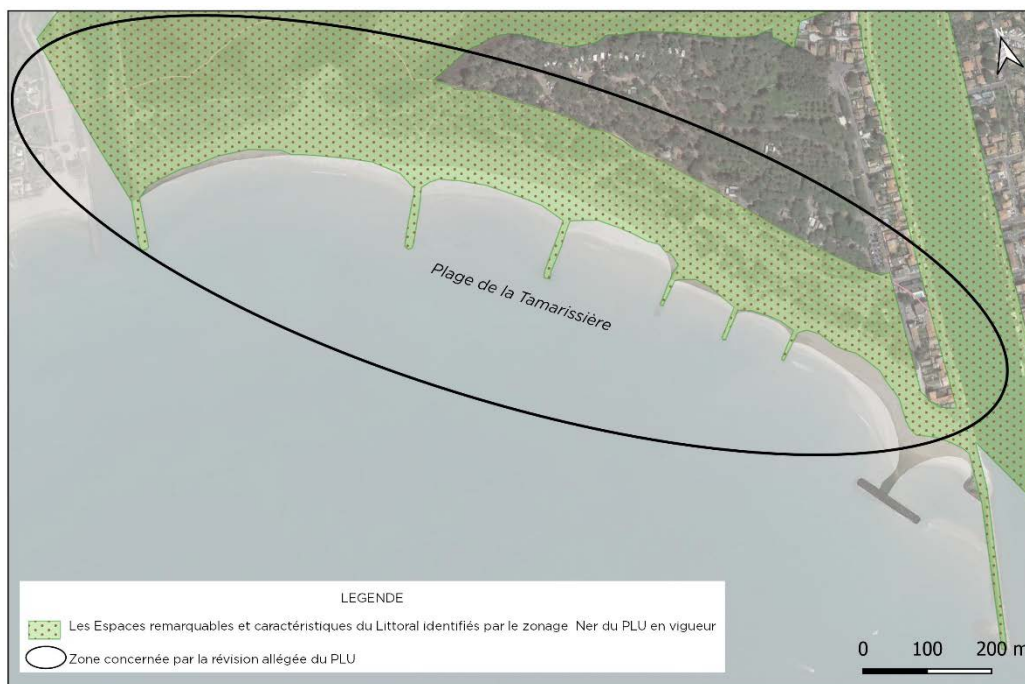 Plage de la Tamarissière
LEGENDE
Les Espaces remarquables et caractéristiques du Littoral identifiés par le zonage Ner du PLU en vigueur
Zone concernée par la révision allégée du PLU
0 100 200 m